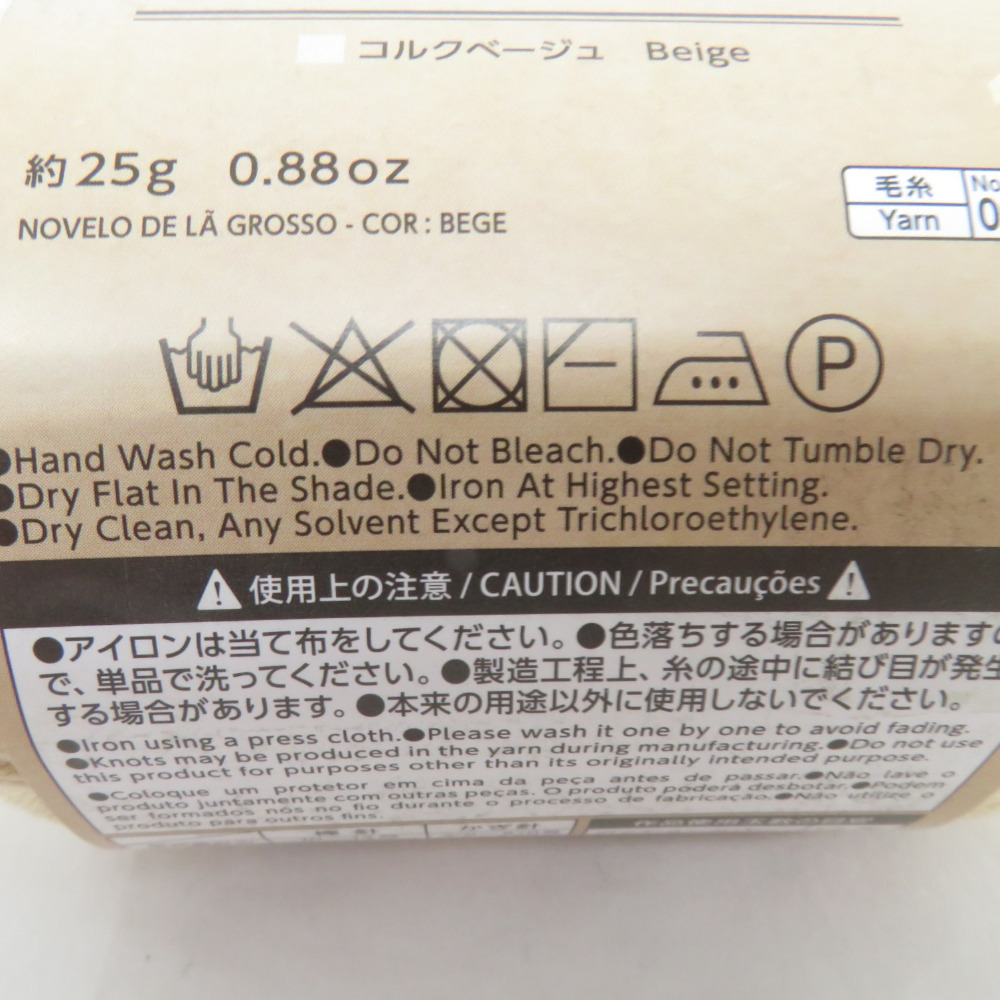 コルクベージュ Beige
約25g 0.88oz
NOVELO DE LÃ GROSSO - COR : BEGE
毛糸 No
Yarn 0
P
●Hand Wash Cold.●Do Not Bleach.●Do Not Tumble Dry.
●Dry Flat In The Shade.●Iron At Highest Setting.
●Dry Clean, Any Solvent Except Trichloroethylene.
使用上の注意 / CAUTION / Precauções
●アイロンは当て布をしてください。●色落ちする場合がありますの
で、単品で洗ってください。●製造工程上、糸の途中に結び目が発生
する場合があります。●本来の用途以外に使用しないでください。
●Iron using a press cloth.●Please wash it one by one to avoid fading.
●Knots may be produced in the yarn during manufacturing.●Do not use
this product for purposes other than its originally intended purpose.
●Coloque um protetor em cima da peça antes de passar.●Não lave o
produto juntamente com outras peças. O produto poderá desbotar.●Podem
ser formados nós no fio durante o processo de fabricação.●Não utilize o
produto para outros fins.